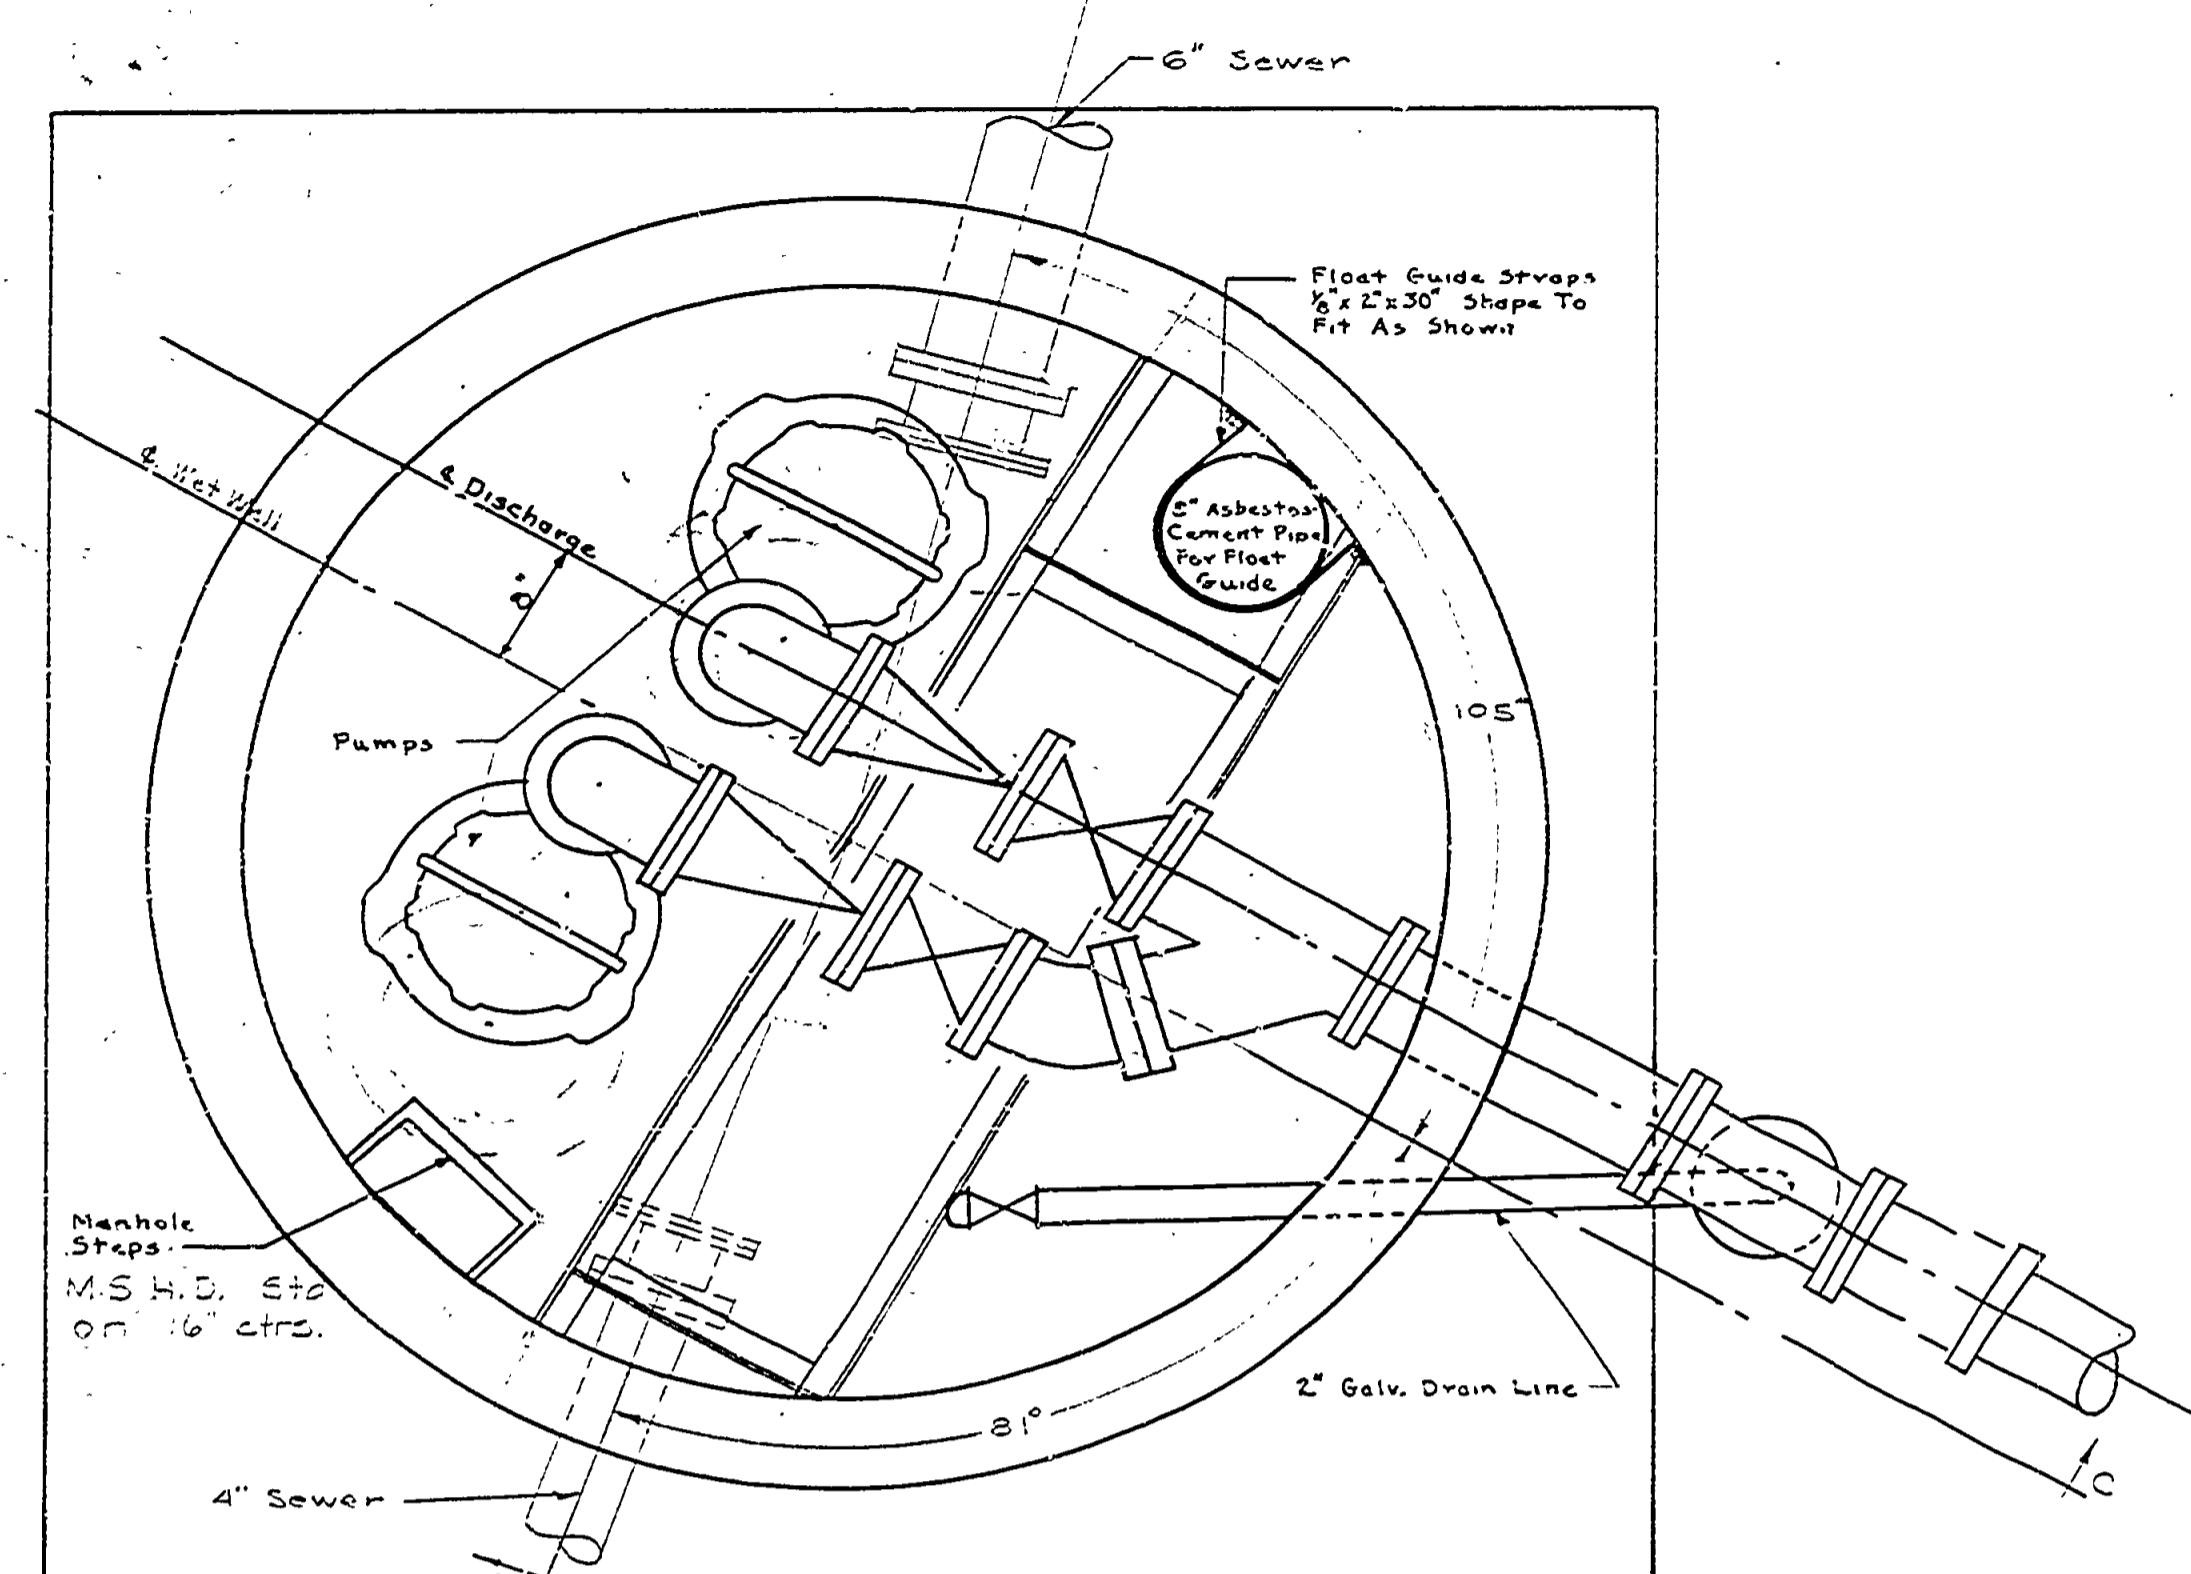 6" Sewer
Float Guide Straps
1/8" x 2" x 30" Shape To
Fit As Shown
℄ Wet Well
℄ Discharge
8"
Asbestos-
Cement Pipe
For Float
Guide
105°
Pumps
Manhole
Steps
M.S.H.D. Std
on 16" ctrs.
2" Galv. Drain Line
81°
4" Sewer
C